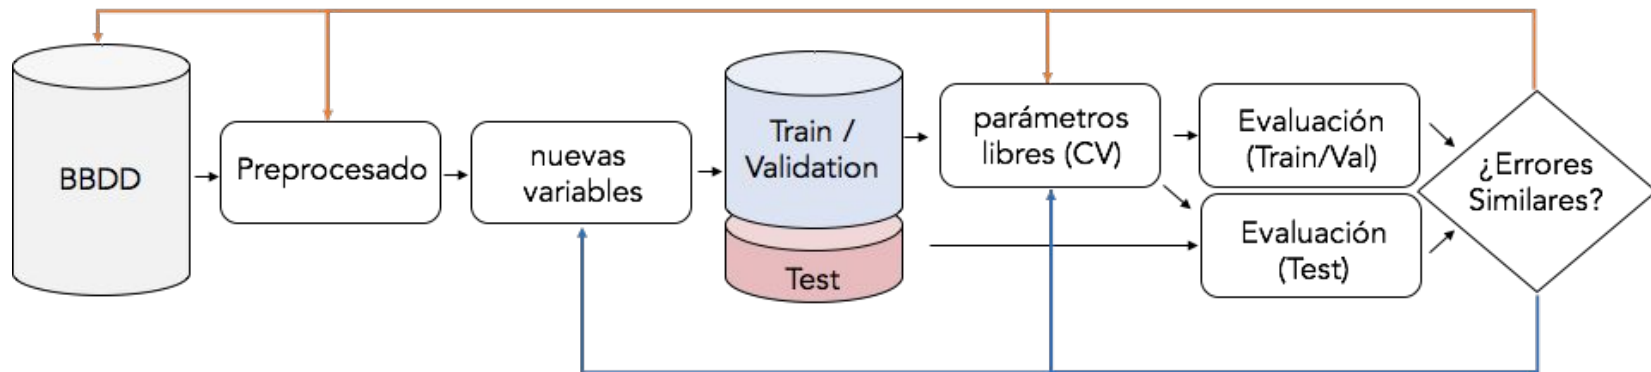 BBDD
Preprocesado
nuevas
variables
Train /
Validation
Test
parámetros
libres (CV)
Evaluación
(Train/Val)
Evaluación
(Test)
¿Errores
Similares?